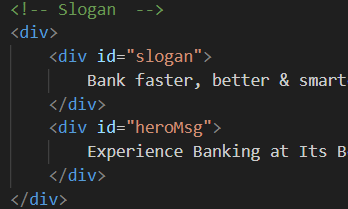 <!-- Slogan  -->
<div>
    <div id="slogan">
        Bank faster, better & smart
    </div>
    <div id="heroMsg">
        Experience Banking at Its B
    </div>
</div>